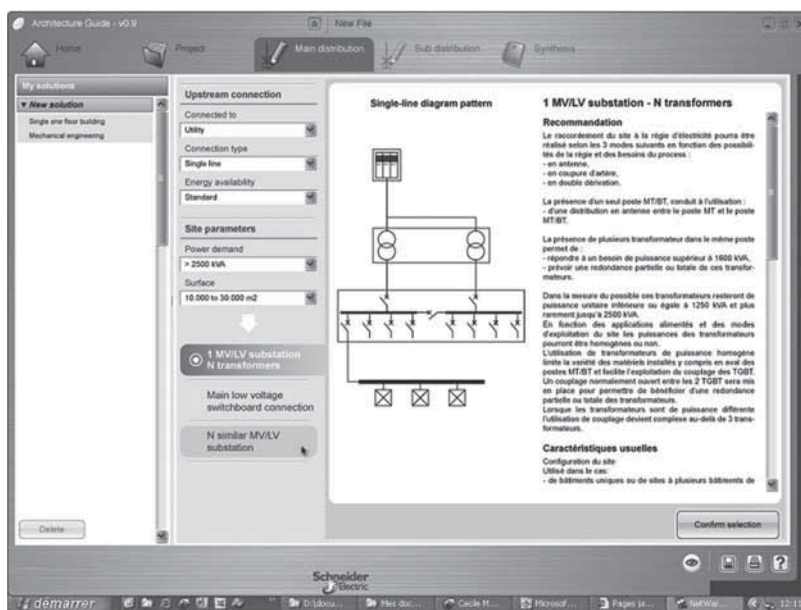 Architecture Guide - v0.9
New File
Home
Project
Main distribution
Sub distribution
Synthesis
My solutions
New solution
Single one floor building
Mechanical engineering
Delete
Upstream connection
Connected to
Utility
Connection type
Single line
Energy availability
Standard
Site parameters
Power demand
> 2500 kVA
Surface
10.000 to 30.000 m2
1 MV/LV substation
N transformers
Main low voltage
switchboard connection
N similar MV/LV
substation
Single-line diagram pattern
1 MV/LV substation - N transformers
Recommandation
Le raccordement du site à la régie d'électricité pourra être
réalisé selon les 3 modes suivants en fonction des possibili-
tés de la régie et des besoins du process :
- en antenne,
- en coupure d'artère,
- en double dérivation.
La présence d'un seul poste MT/BT, conduit à l'utilisation :
- d'une distribution en antenne entre le poste MT et le poste
MT/BT.
La présence de plusieurs transformateur dans le même poste
permet de :
- répondre à un besoin de puissance supérieur à 1600 kVA,
- prévoir une redondance partielle ou totale de ces transfor-
mateurs.
Dans la mesure du possible ces transformateurs resteront de
puissance unitaire inférieure ou égale à 1250 kVA et plus
rarement jusqu'à 2500 kVA.
En fonction des applications alimentés et des modes
d'exploitation du site les puissances des transformateurs
pourront être homogènes ou non.
L'utilisation de transformateurs de puissance homogène
limite la variété des matériels installés y compris en aval des
postes MT/BT et facilite l'exploitation du couplage des TGBT.
Un couplage normalement ouvert entre les 2 TGBT sera mis
en place pour permettre de bénéficier d'une redondance
partielle ou totale des transformateurs.
Lorsque les transformateurs sont de puissance différente
l'utilisation de couplage devient complexe au-delà de 3 trans-
formateurs.
Caractéristiques usuelles
Configuration du site
Utilisé dans le cas:
- de bâtiments uniques ou de sites à plusieurs bâtiments de
Confirm selection
Schneider
Electric
démarrer
D:\docu...
Mes doc...
Cecile M...
Microsof...
Pages ja...
NetWar...